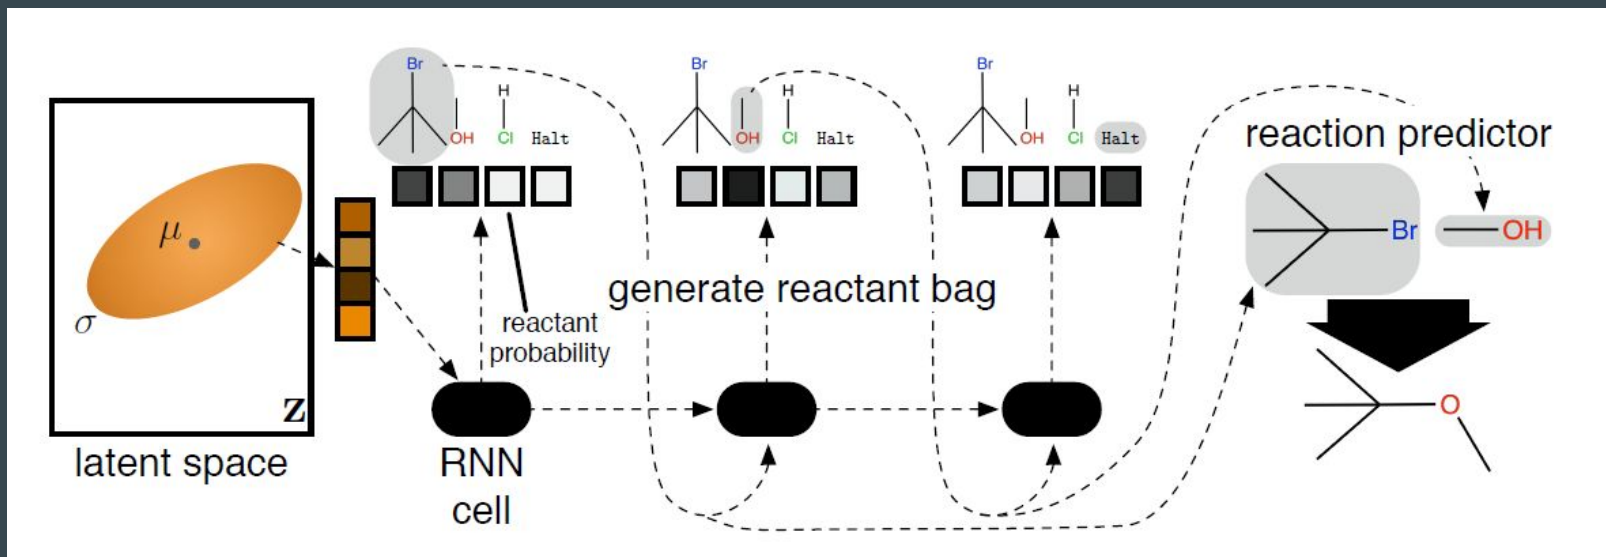 Br
OH
H
Cl
Halt
Br
OH
H
Cl
Halt
Br
OH
H
Cl
Halt
reaction predictor
Br
OH
μ
σ
z
latent space
generate reactant bag
reactant
probability
RNN
cell
O